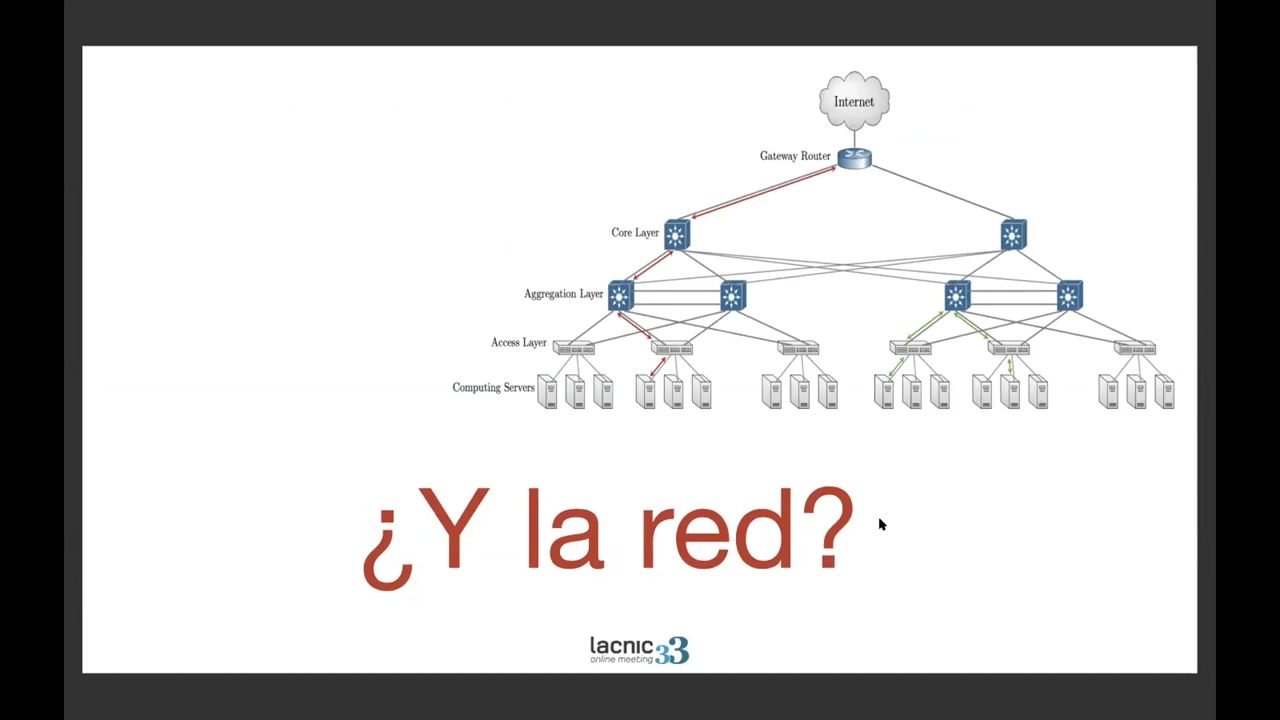 Internet
Gateway Router
Core Layer
Aggregation Layer
Access Layer
Computing Servers
¿Y la red?
lacnic 33
online meeting